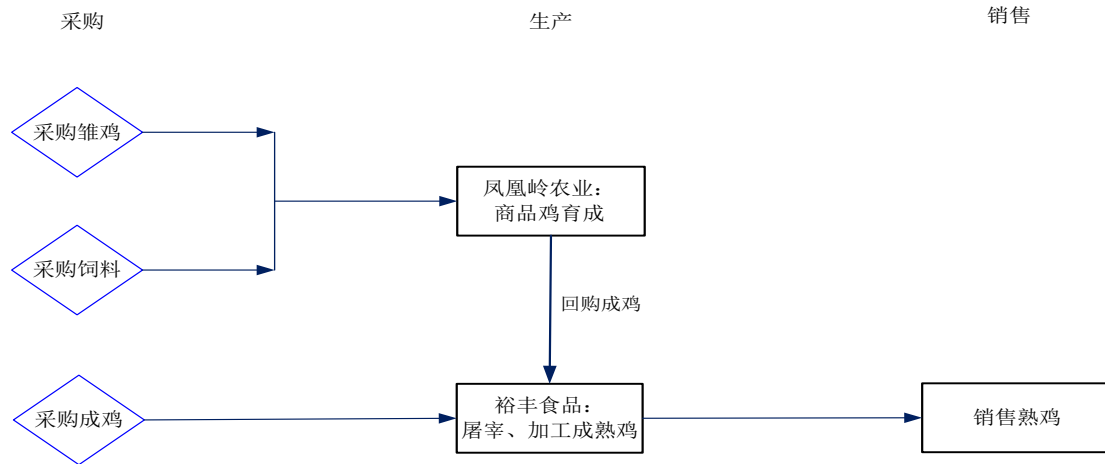 采购
生产
销售
采购雏鸡
凤凰岭农业：
商品鸡育成
采购饲料
回购成鸡
采购成鸡
裕丰食品：
屠宰、加工成熟鸡
销售熟鸡